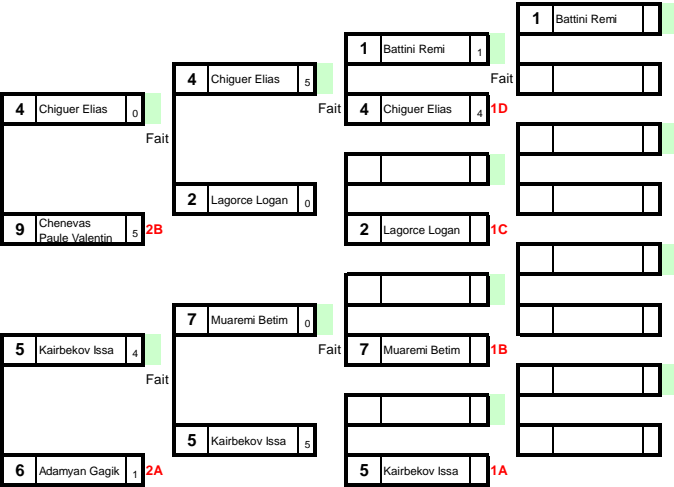 1 Battini Remi
1 Battini Remi 1
4 Chiguer Elias 5
Fait
4 Chiguer Elias 0
Fait
4 Chiguer Elias 4 1D
Fait
2 Lagorce Logan 0
9 Chenevas
Paule Valentin 5 2B
2 Lagorce Logan 1C
7 Muaremi Betim 0
5 Kairbekov Issa 4
Fait
7 Muaremi Betim 1B
Fait
5 Kairbekov Issa 5
6 Adamyan Gagik 1 2A
5 Kairbekov Issa 1A